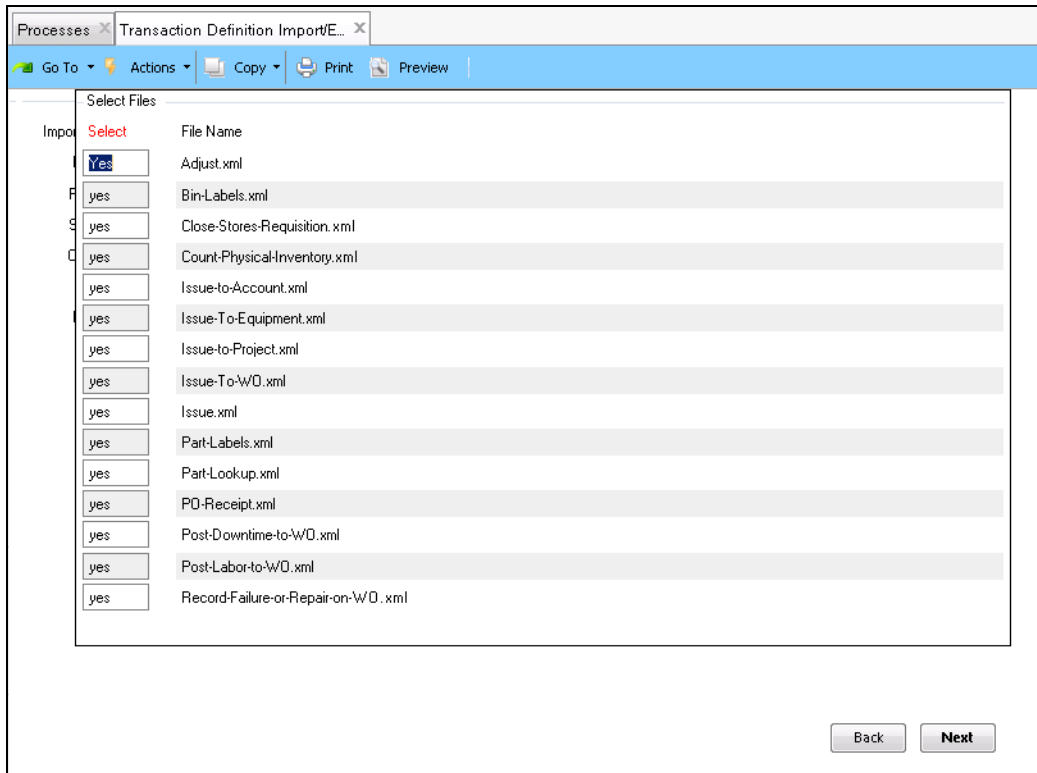 Processes Transaction Definition Import/E...
Go To Actions Copy Print Preview
Select Files
Impor Select File Name
Yes Adjust.xml
F yes Bin-Labels.xml
S yes Close-Stores-Requisition.xml
C yes Count-Physical-Inventory.xml
yes Issue-to-Account.xml
yes Issue-To-Equipment.xml
yes Issue-to-Project.xml
yes Issue-To-WO.xml
yes Issue.xml
yes Part-Labels.xml
yes Part-Lookup.xml
yes PO-Receipt.xml
yes Post-Downtime-to-WO.xml
yes Post-Labor-to-WO.xml
yes Record-Failure-or-Repair-on-WO.xml
Back Next